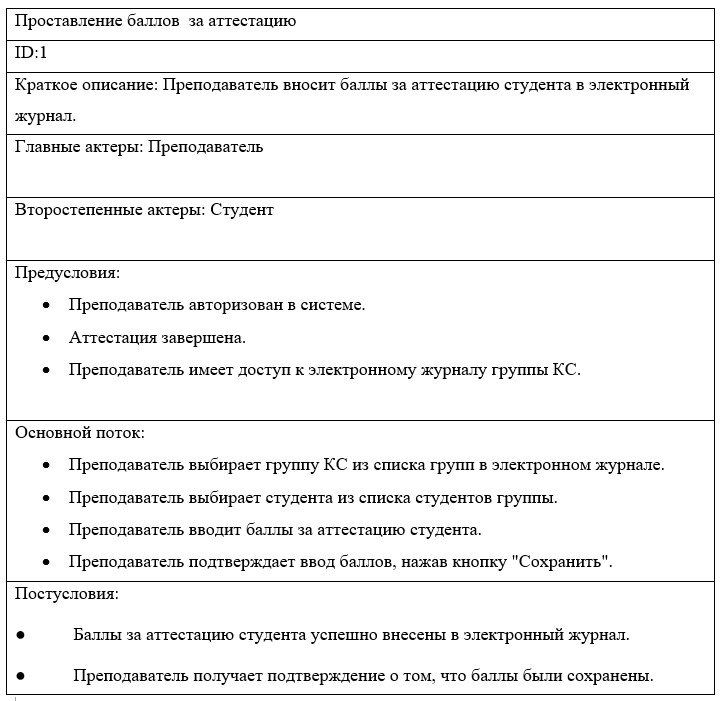 Проставление баллов  за аттестацию
ID:1
Краткое описание: Преподаватель вносит баллы за аттестацию студента в электронный
журнал.
Главные актеры: Преподаватель
Второстепенные актеры: Студент
Предусловия:
• Преподаватель авторизован в системе.
• Аттестация завершена.
• Преподаватель имеет доступ к электронному журналу группы КС.
Основной поток:
• Преподаватель выбирает группу КС из списка групп в электронном журнале.
• Преподаватель выбирает студента из списка студентов группы.
• Преподаватель вводит баллы за аттестацию студента.
• Преподаватель подтверждает ввод баллов, нажав кнопку "Сохранить".
Постусловия:
● Баллы за аттестацию студента успешно внесены в электронный журнал.
● Преподаватель получает подтверждение о том, что баллы были сохранены.